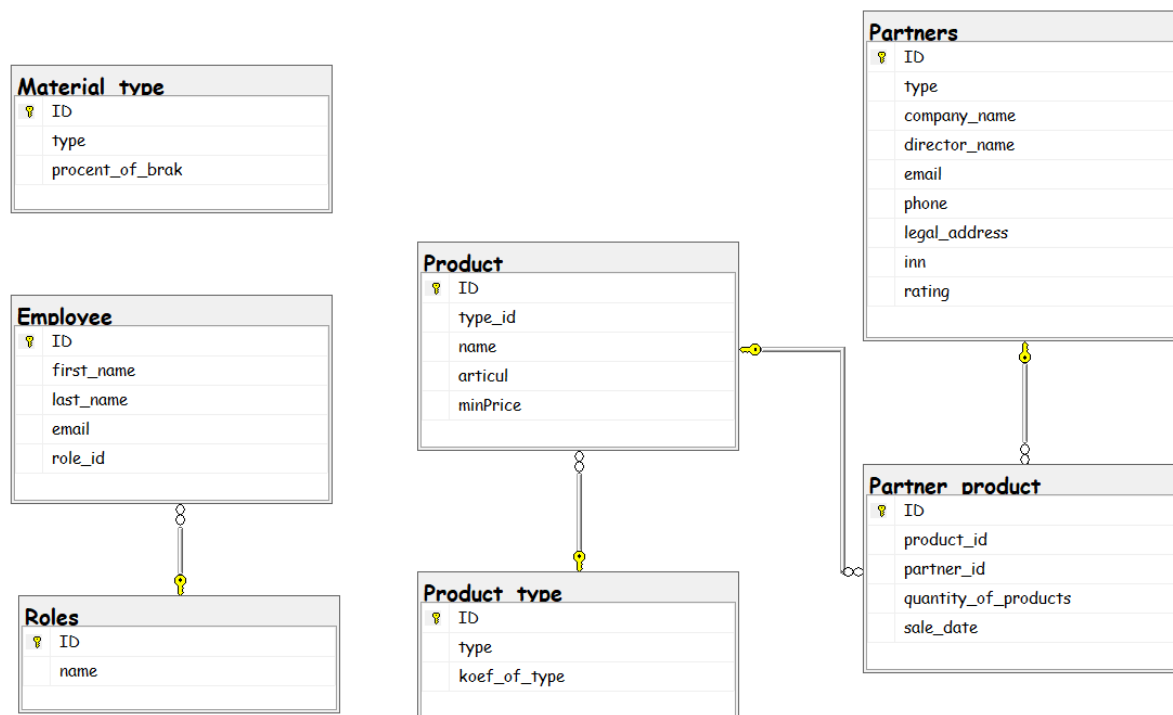 Material_type
ID
type
procent_of_brak
Employee
ID
first_name
last_name
email
role_id
Roles
ID
name
Product
ID
type_id
name
articul
minPrice
Product_type
ID
type
koef_of_type
Partners
ID
type
company_name
director_name
email
phone
legal_address
inn
rating
Partner_product
ID
product_id
partner_id
quantity_of_products
sale_date